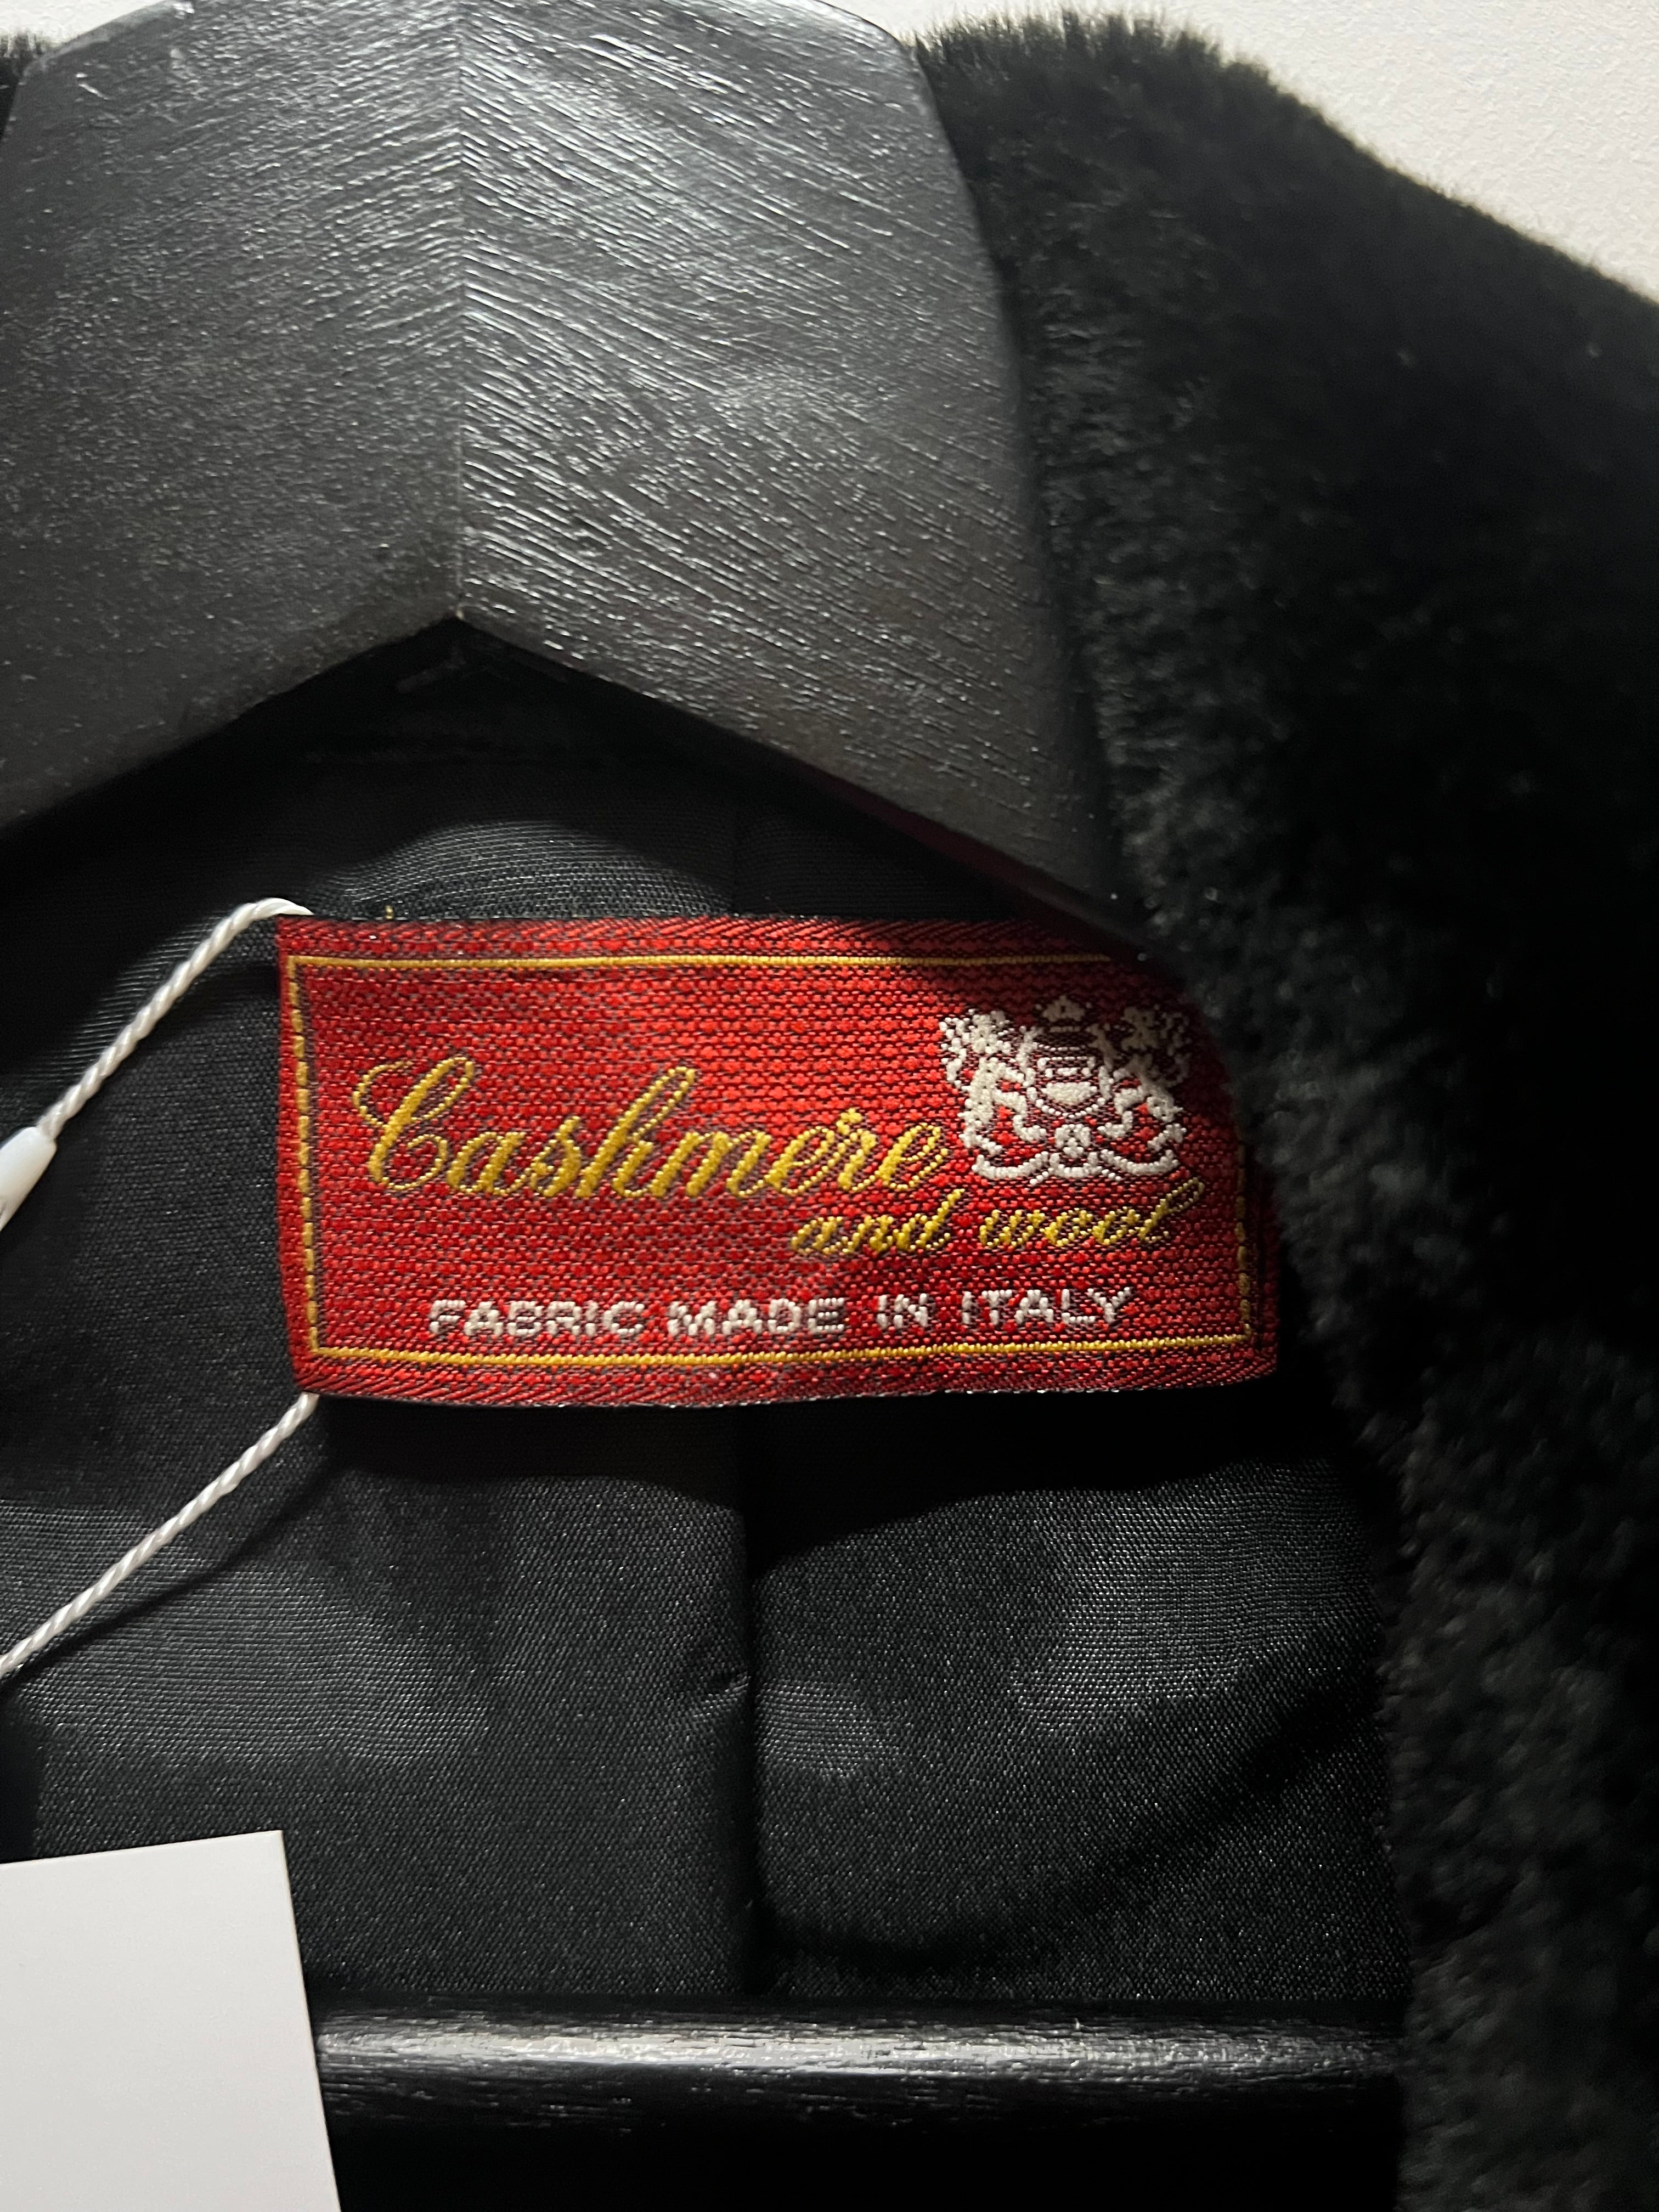 Cashmere
and wool
FABRIC MADE IN ITALY